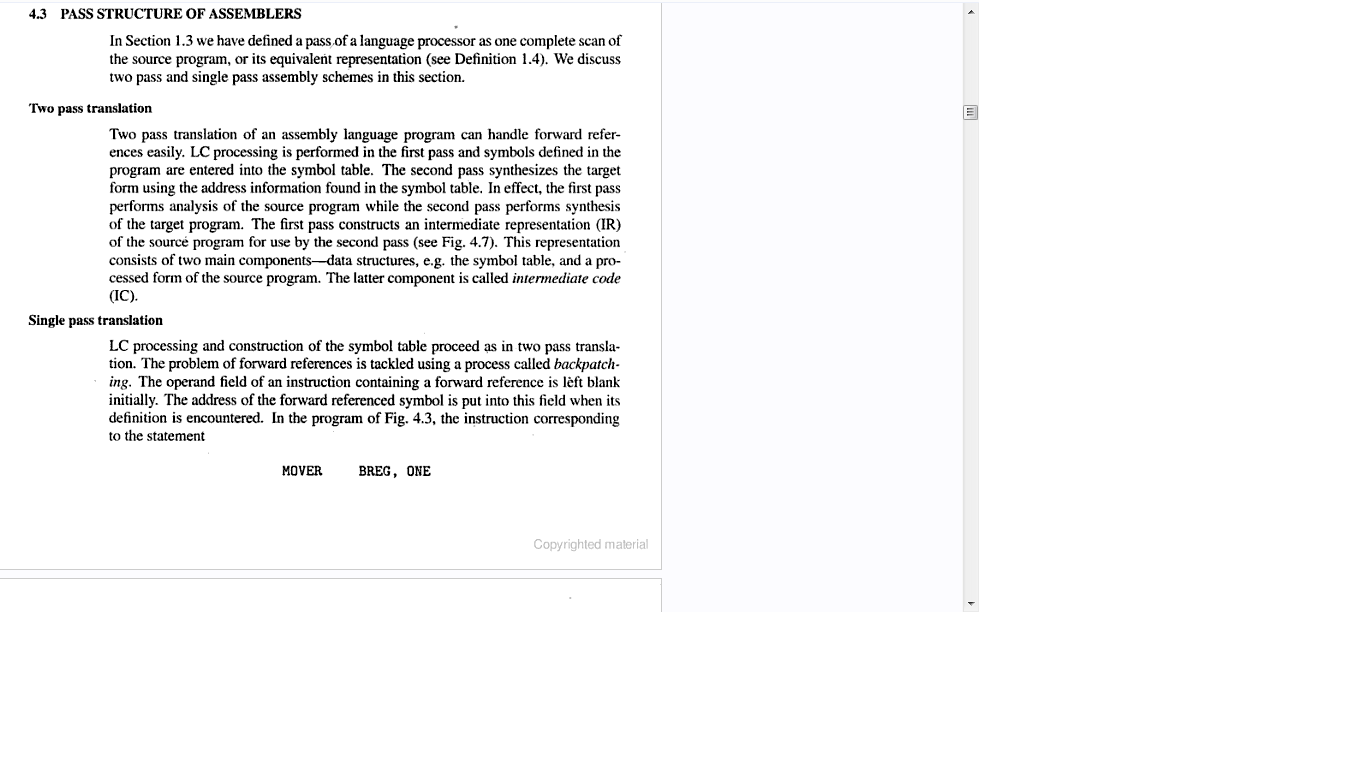 4.3 PASS STRUCTURE OF ASSEMBLERS
In Section 1.3 we have defined a pass of a language processor as one complete scan of
the source program, or its equivalent representation (see Definition 1.4). We discuss
two pass and single pass assembly schemes in this section.
Two pass translation
Two pass translation of an assembly language program can handle forward refer-
ences easily. LC processing is performed in the first pass and symbols defined in the
program are entered into the symbol table. The second pass synthesizes the target
form using the address information found in the symbol table. In effect, the first pass
performs analysis of the source program while the second pass performs synthesis
of the target program. The first pass constructs an intermediate representation (IR)
of the source program for use by the second pass (see Fig. 4.7). This representation
consists of two main components—data structures, e.g. the symbol table, and a pro-
cessed form of the source program. The latter component is called intermediate code
(IC).
Single pass translation
LC processing and construction of the symbol table proceed as in two pass transla-
tion. The problem of forward references is tackled using a process called backpatch-
ing. The operand field of an instruction containing a forward reference is left blank
initially. The address of the forward referenced symbol is put into this field when its
definition is encountered. In the program of Fig. 4.3, the instruction corresponding
to the statement
MOVER BREG, ONE
Copyrighted material